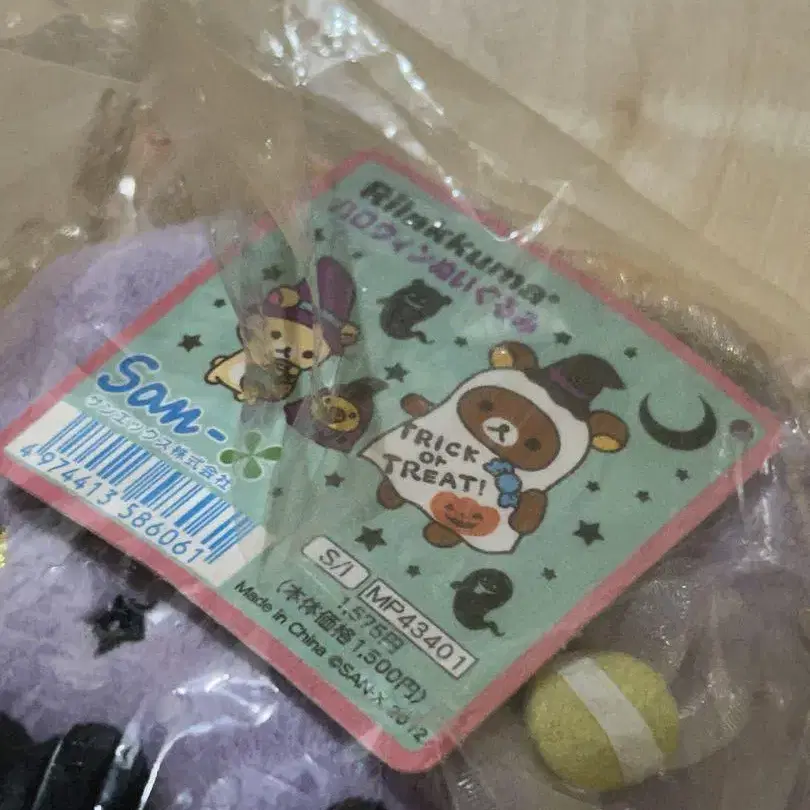 Rilakkuma®
ハロウィンぬいぐるみ
TRICK
or
TREAT!
San-
サンエックス株式会社
4 974413 586061
S/I MP43401
1,575円
(本体価格1,500円)
Made in China ©SAN-X 2012